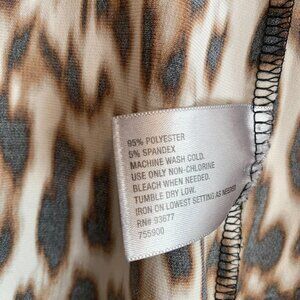 95% POLYESTER
5% SPANDEX
MACHINE WASH COLD.
USE ONLY NON-CHLORINE
BLEACH WHEN NEEDED.
TUMBLE DRY LOW.
IRON ON LOWEST SETTING AS NEEDED
RN# 93677
755900